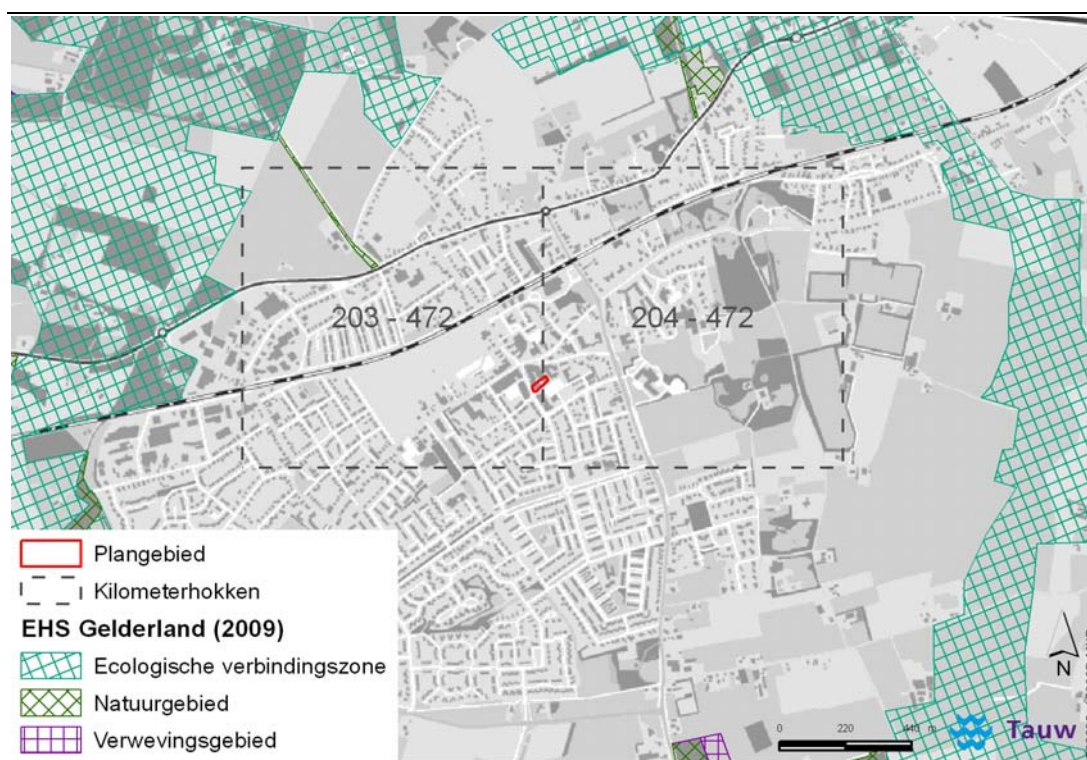 203 - 472
204 - 472
Plangebied
Kilometerhokken
EHS Gelderland (2009)
Ecologische verbindingszone
Natuurgebied
Verwevingsgebied
N
0 220 440 m
Tauw